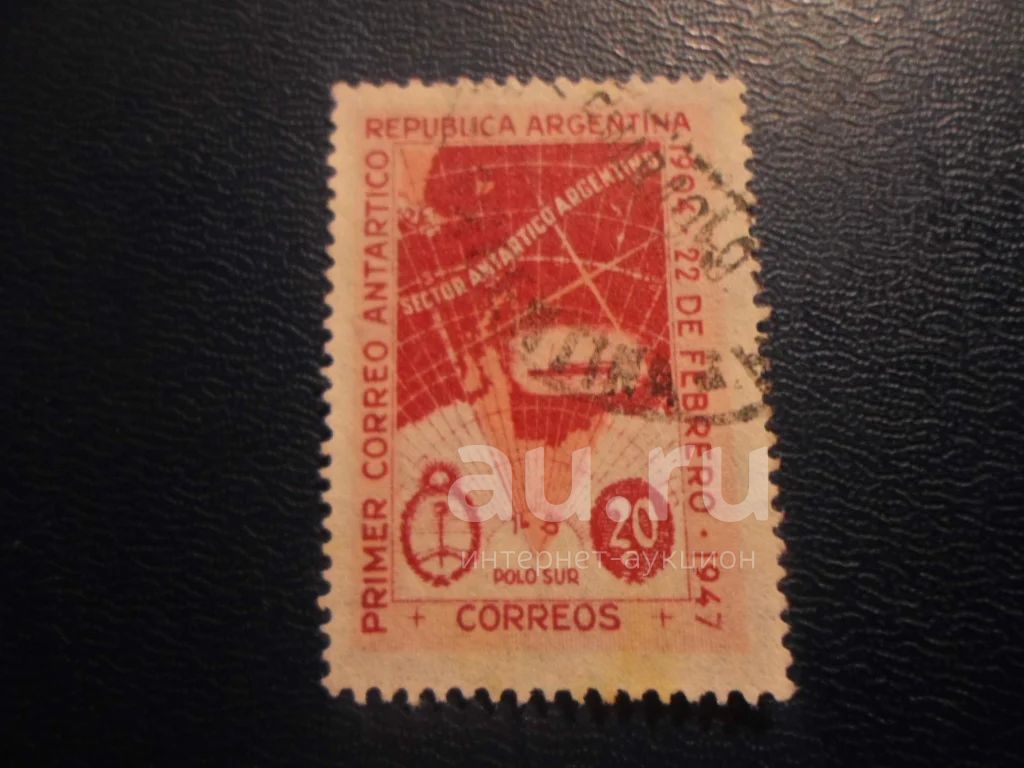 REPUBLICA ARGENTINA
PRIMER CORREO ANTARTICO
1904 · 22 DE FEBRERO · 1947
SECTOR ANTARTICO ARGENTINO
20
POLO SUR
+ CORREOS +
au.ru
интернет-аукцион